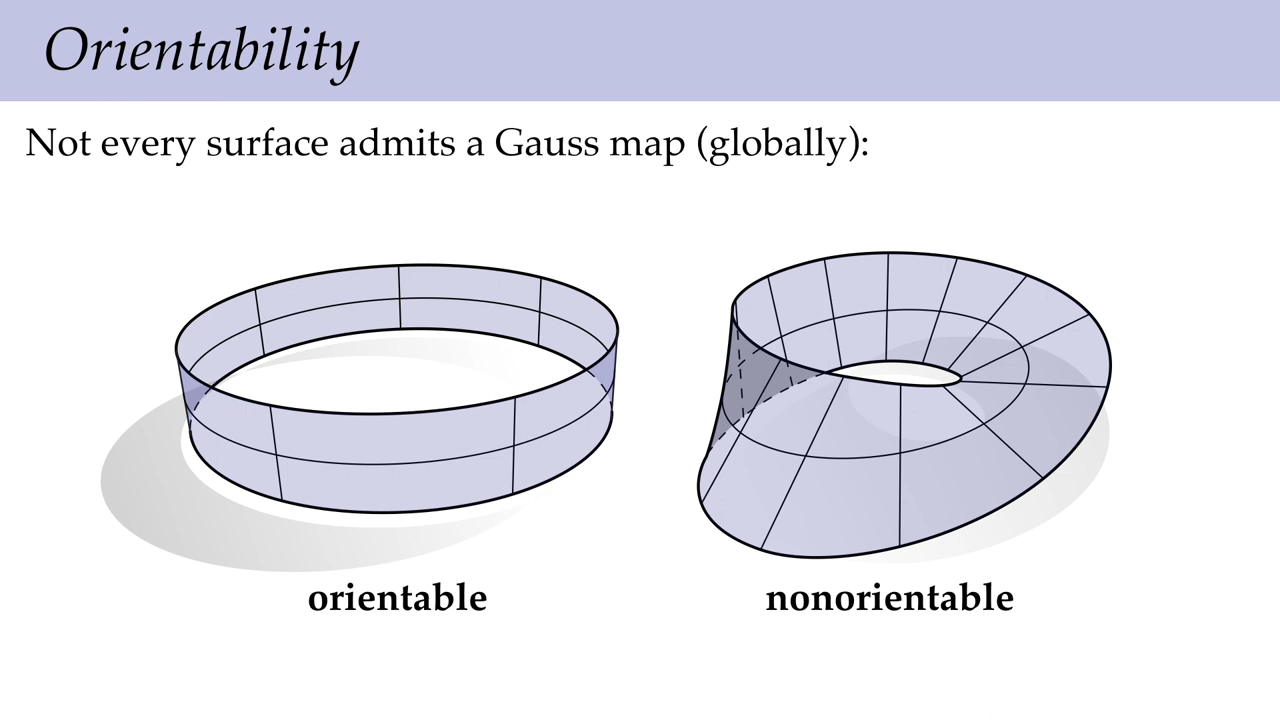 Orientability
Not every surface admits a Gauss map (globally):
orientable
nonorientable